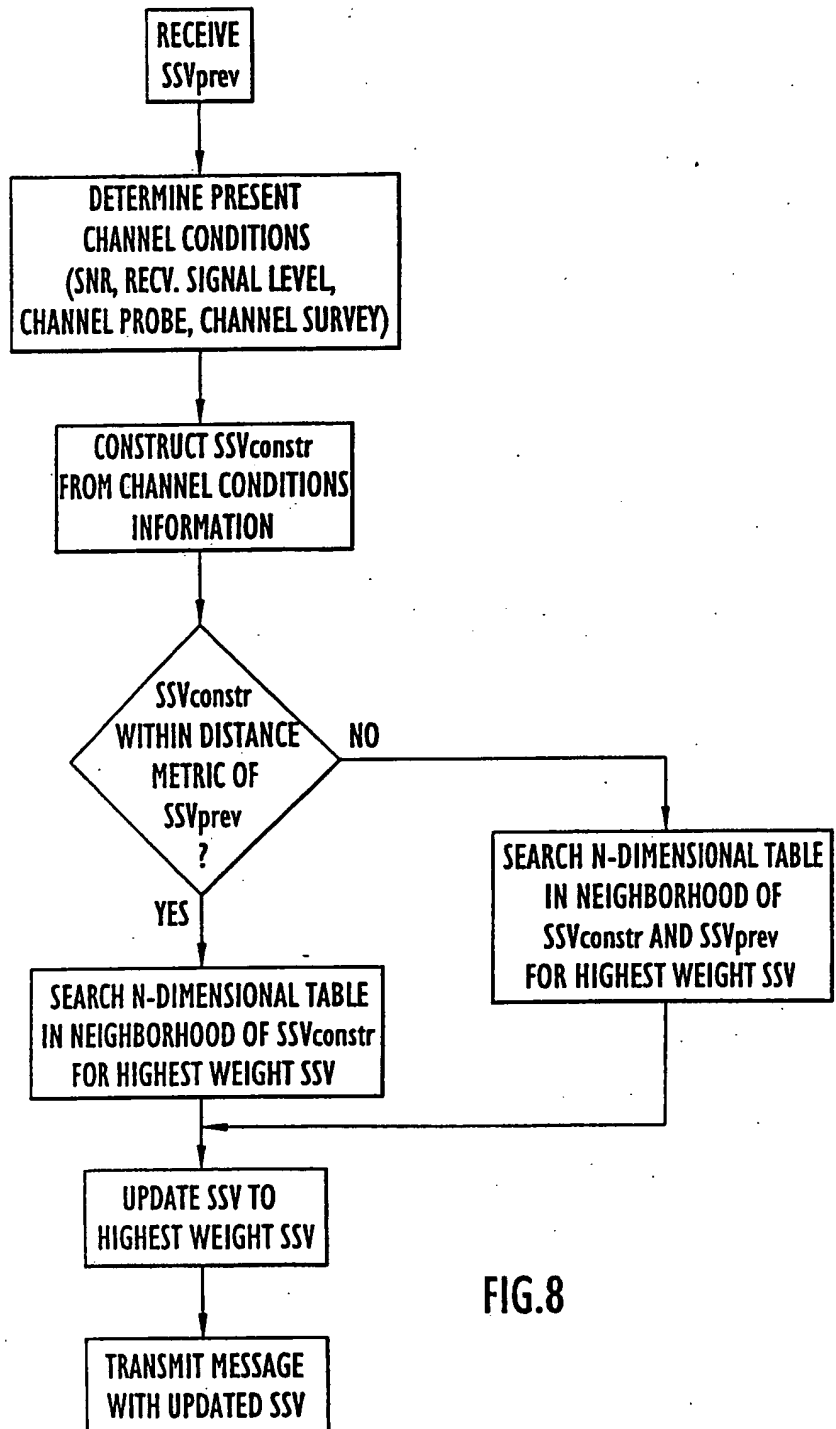 RECEIVE
SSVprev
DETERMINE PRESENT
CHANNEL CONDITIONS
(SNR, RECV. SIGNAL LEVEL,
CHANNEL PROBE, CHANNEL SURVEY)
CONSTRUCT SSVconstr
FROM CHANNEL CONDITIONS
INFORMATION
SSVconstr
WITHIN DISTANCE
METRIC OF
SSVprev
?
NO
YES
SEARCH N-DIMENSIONAL TABLE
IN NEIGHBORHOOD OF
SSVconstr AND SSVprev
FOR HIGHEST WEIGHT SSV
SEARCH N-DIMENSIONAL TABLE
IN NEIGHBORHOOD OF SSVconstr
FOR HIGHEST WEIGHT SSV
UPDATE SSV TO
HIGHEST WEIGHT SSV
TRANSMIT MESSAGE
WITH UPDATED SSV
FIG.8